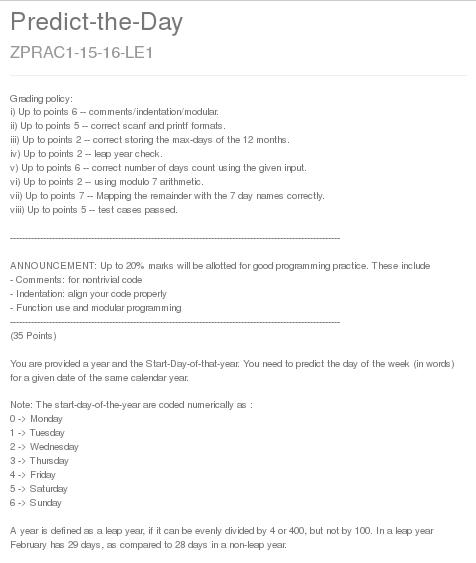 Predict-the-Day
ZPRAC1-15-16-LE1
Grading policy:
i) Up to points 6 -- comments/indentation/modular.
ii) Up to points 5 -- correct scanf and printf formats.
iii) Up to points 2 -- correct storing the max-days of the 12 months.
iv) Up to points 2 -- leap year check.
v) Up to points 6 -- correct number of days count using the given input.
vi) Up to points 2 -- using modulo 7 arithmetic.
vii) Up to points 7 -- Mapping the remainder with the 7 day names correctly.
viii) Up to points 5 -- test cases passed.
--------------------------------------------------------------------------------------------------------------
ANNOUNCEMENT: Up to 20% marks will be allotted for good programming practice. These include
- Comments: for nontrivial code
- Indentation: align your code properly
- Function use and modular programming
--------------------------------------------------------------------------------------------------------------
(35 Points)
You are provided a year and the Start-Day-of-that-year. You need to predict the day of the week (in words)
for a given date of the same calendar year.
Note: The start-day-of-the-year are coded numerically as :
0 -> Monday
1 -> Tuesday
2 -> Wednesday
3 -> Thursday
4 -> Friday
5 -> Saturday
6 -> Sunday
A year is defined as a leap year, if it can be evenly divided by 4 or 400, but not by 100. In a leap year
February has 29 days, as compared to 28 days in a non-leap year.